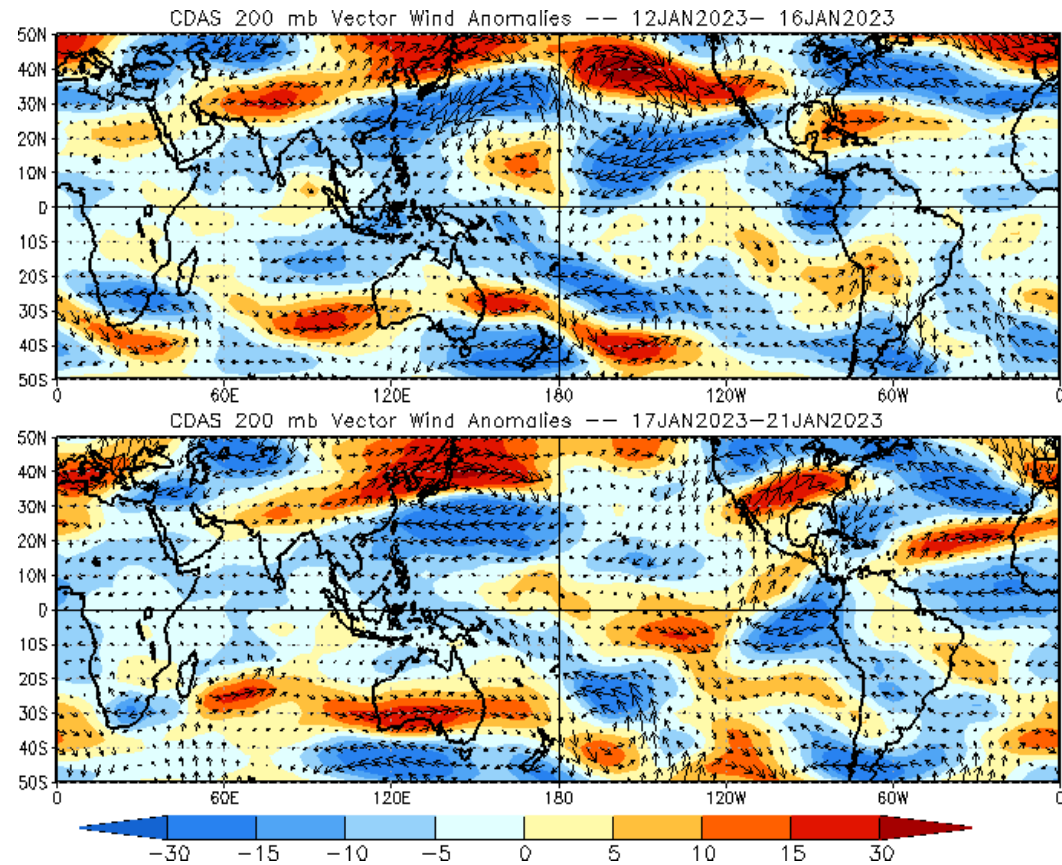 CDAS 200 mb Vector Wind Anomalies -- 12JAN2023- 16JAN2023
50N
40N
30N
20N
10N
0
10S
20S
30S
40S
50S
0 60E 120E 180 120W 60W 0
CDAS 200 mb Vector Wind Anomalies -- 17JAN2023-21JAN2023
50N
40N
30N
20N
10N
0
10S
20S
30S
40S
50S
0 60E 120E 180 120W 60W 0
-30 -15 -10 -5 0 5 10 15 30